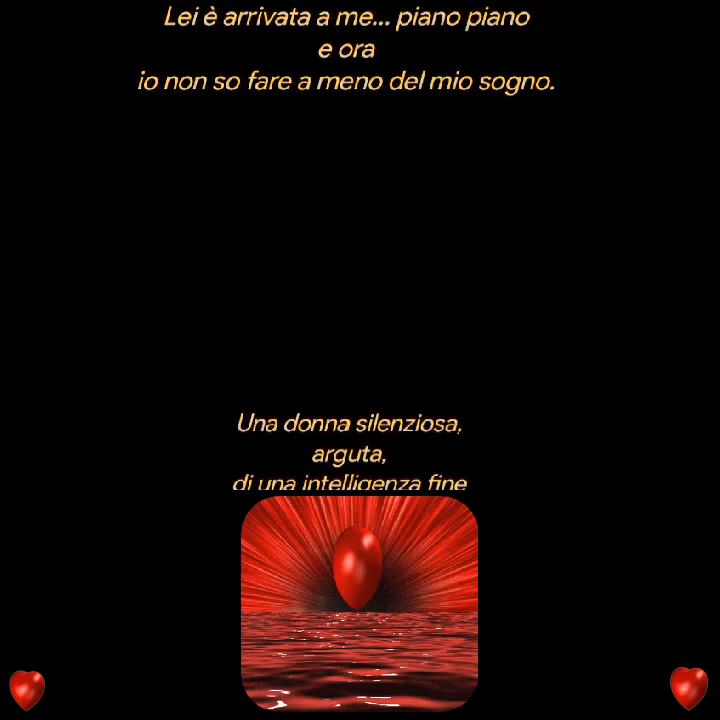 Lei è arrivata a me... piano piano
e ora
io non so fare a meno del mio sogno.
Una donna silenziosa,
arguta,
di una intelligenza fine